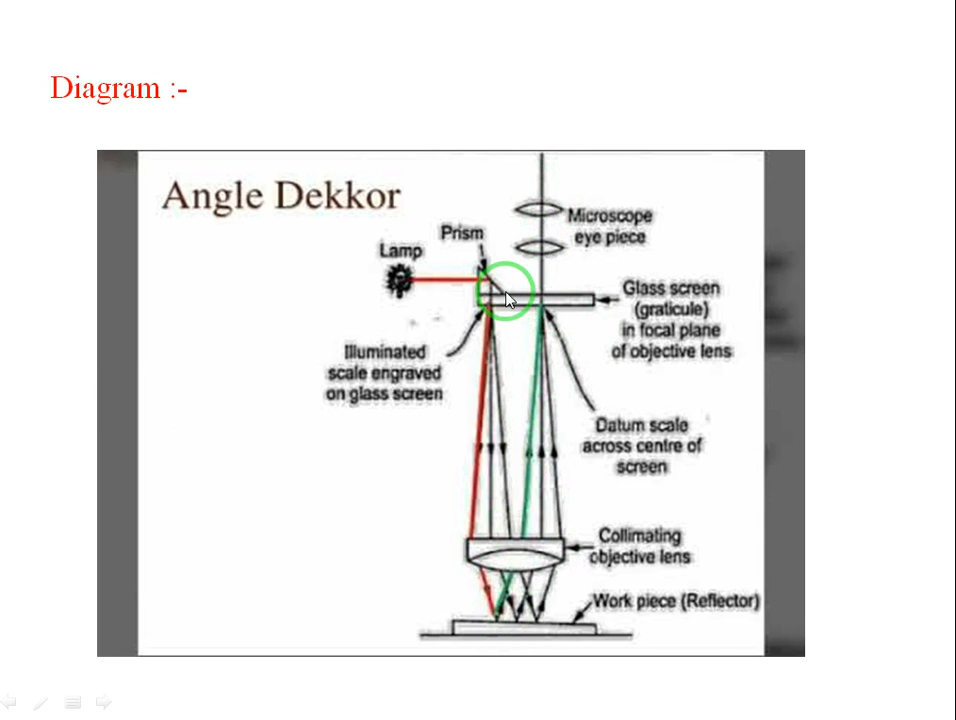 Diagram :-
Angle Dekkor
Microscope
eye piece
Prism
Lamp
Glass screen
(graticule)
in focal plane
of objective lens
Illuminated
scale engraved
on glass screen
Datum scale
across centre of
screen
Collimating
objective lens
Work piece (Reflector)